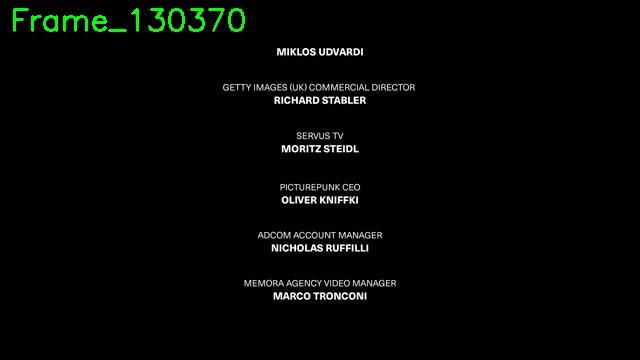 Frame_130370
MIKLOS UDVARDI
GETTY IMAGES (UK) COMMERCIAL DIRECTOR
RICHARD STABLER
SERVUS TV
MORITZ STEIDL
PICTUREPUNK CEO
OLIVER KNIFFKI
ADCOM ACCOUNT MANAGER
NICHOLAS RUFFILLI
MEMORA AGENCY VIDEO MANAGER
MARCO TRONCONI